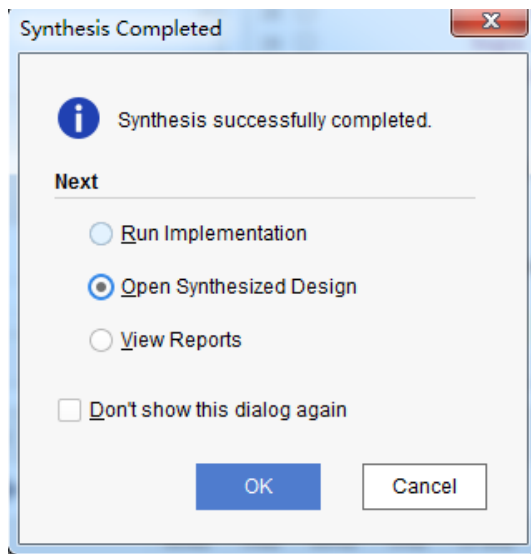 Synthesis Completed
Synthesis successfully completed.
Next
Run Implementation
Open Synthesized Design
View Reports
Don't show this dialog again
OK
Cancel